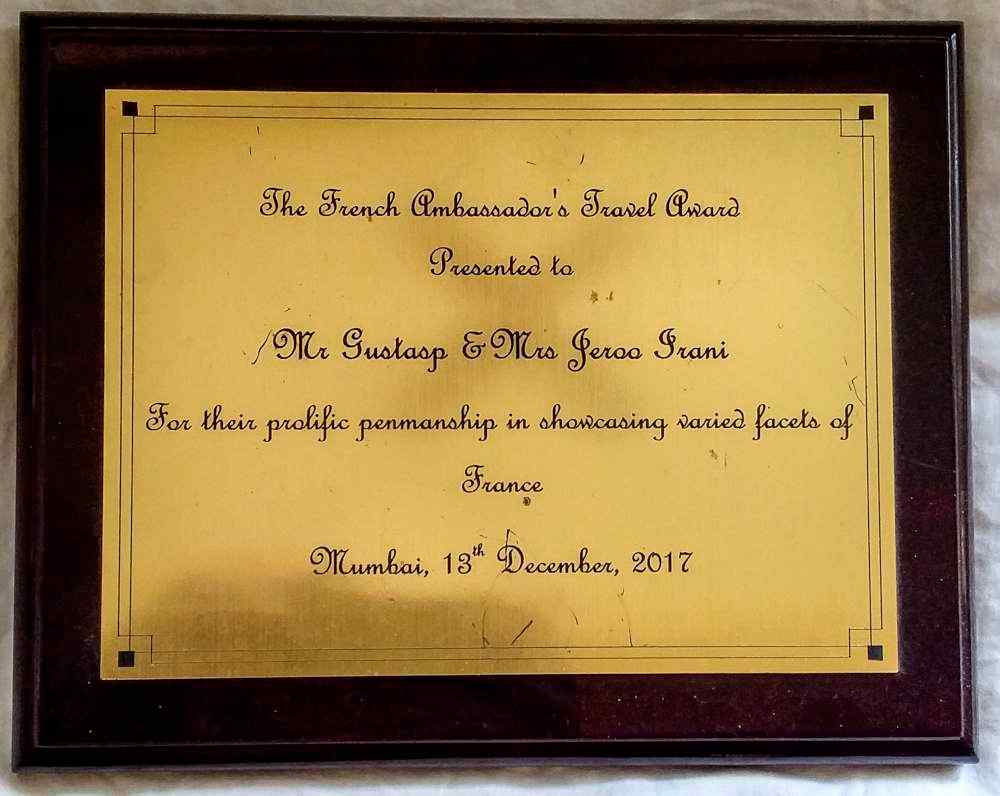 The French Ambassador's Travel Award
Presented to
Mr Gustasp & Mrs Jeroo Irani
For their prolific penmanship in showcasing varied facets of
France
Mumbai, 13th December, 2017